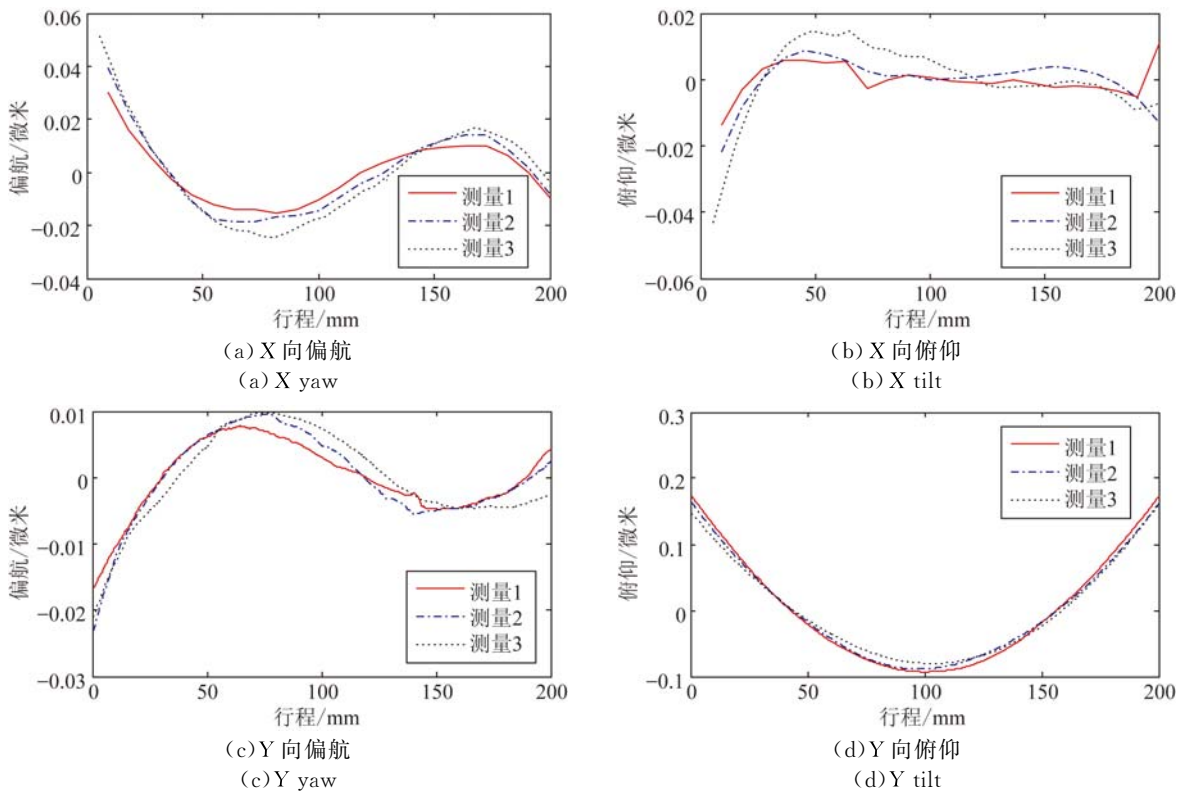 0.06
0.04
0.02
0
−0.02
−0.04
偏航/微米
测量1
测量2
测量3
0
50
100
150
200
行程/mm
(a) X 向偏航
(a) X yaw
0.02
0
−0.02
−0.04
−0.06
俯仰/微米
测量1
测量2
测量3
0
50
100
150
200
行程/mm
(b) X 向俯仰
(b) X tilt
0.01
0
−0.01
−0.02
−0.03
偏航/微米
测量1
测量2
测量3
0
50
100
150
200
行程/mm
(c)Y 向偏航
(c)Y yaw
0.3
0.2
0.1
0
−0.1
俯仰/微米
测量1
测量2
测量3
0
50
100
150
200
行程/mm
(d)Y 向俯仰
(d)Y tilt